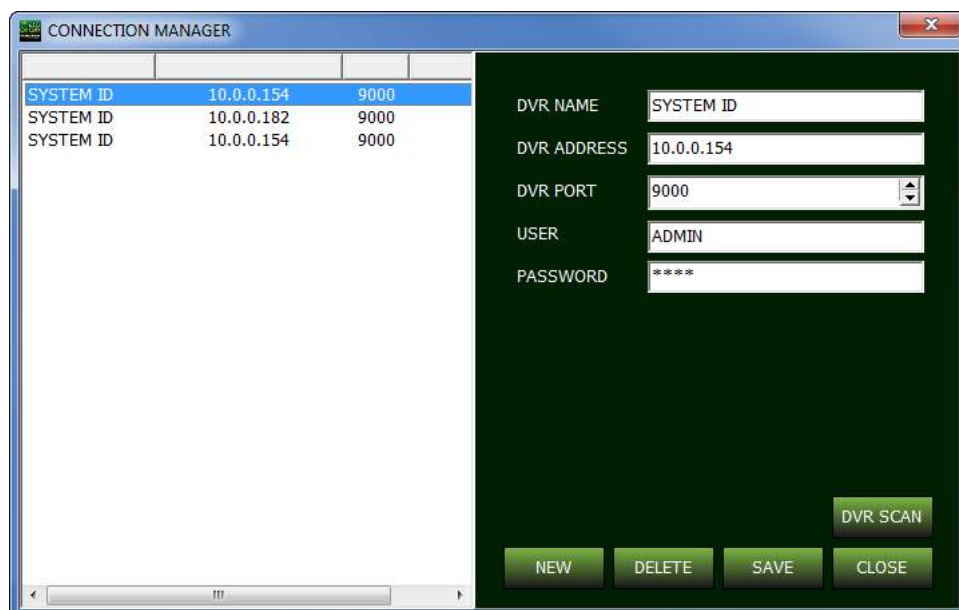 CONNECTION MANAGER
SYSTEM ID 10.0.0.154 9000
SYSTEM ID 10.0.0.182 9000
SYSTEM ID 10.0.0.154 9000
DVR NAME SYSTEM ID
DVR ADDRESS 10.0.0.154
DVR PORT 9000
USER ADMIN
PASSWORD ****
DVR SCAN
NEW DELETE SAVE CLOSE